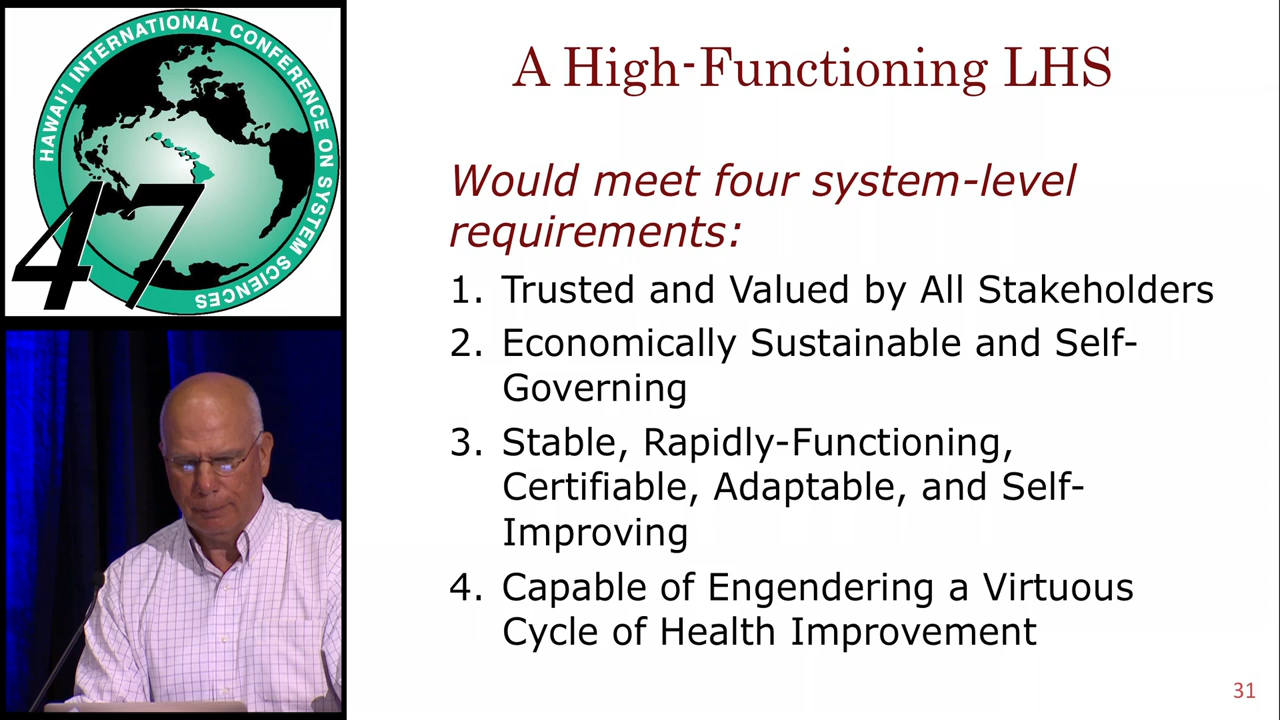 HAWAI'I INTERNATIONAL CONFERENCE ON SYSTEM SCIENCES
47
A High-Functioning LHS
Would meet four system-level
requirements:
1. Trusted and Valued by All Stakeholders
2. Economically Sustainable and Self-
Governing
3. Stable, Rapidly-Functioning,
Certifiable, Adaptable, and Self-
Improving
4. Capable of Engendering a Virtuous
Cycle of Health Improvement
31